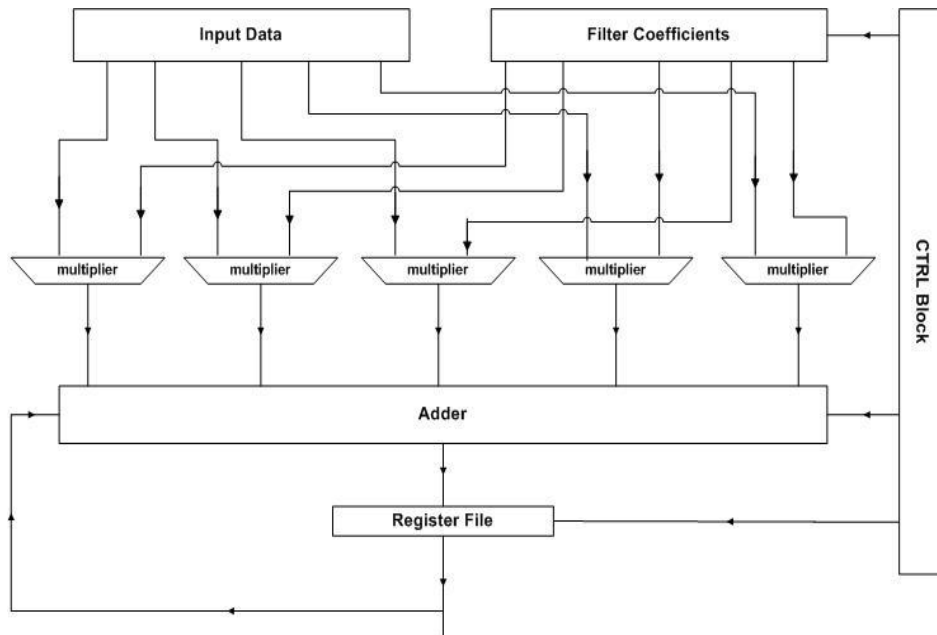 Input Data
Filter Coefficients
multiplier
multiplier
multiplier
multiplier
multiplier
CTRL Block
Adder
Register File